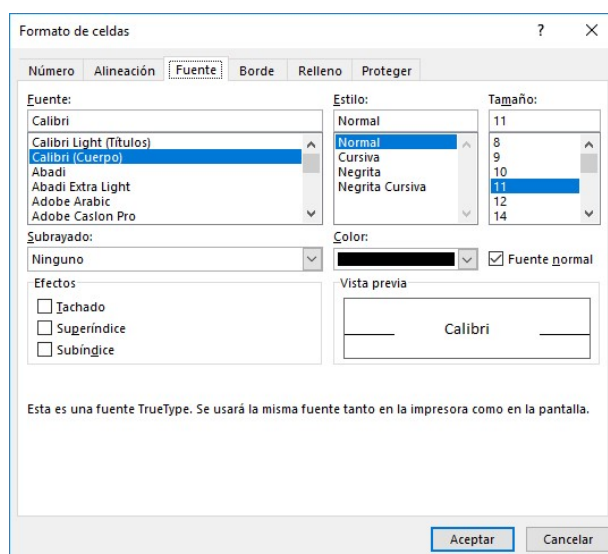 Formato de celdas
?
Número Alineación Fuente Borde Relleno Proteger
Fuente: Estilo: Tamaño:
Calibri Normal 11
Calibri Light (Títulos) Normal 8
Calibri (Cuerpo) Cursiva 9
Abadi Negrita 10
Abadi Extra Light Negrita Cursiva 11
Adobe Arabic 12
Adobe Caslon Pro 14
Subrayado: Color:
Ninguno Fuente normal
Efectos Vista previa
Tachado
Superíndice Calibri
Subíndice
Esta es una fuente TrueType. Se usará la misma fuente tanto en la impresora como en la pantalla.
Aceptar Cancelar